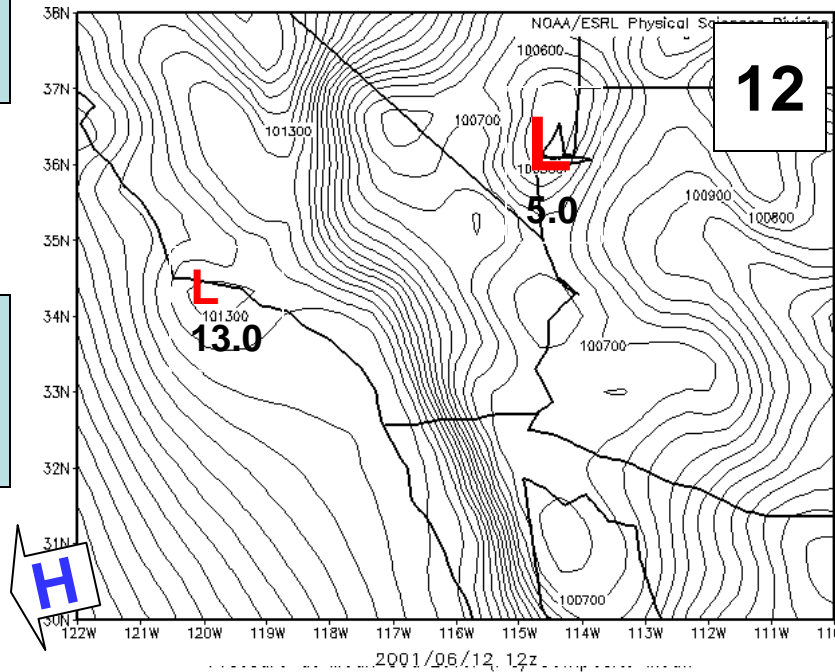 38N
NOAA/ESRL Physical Sciences Division
100600
37N
12
101300
100700
L
36N
5.0
100900
100800
35N
L
101300
34N
13.0
100700
33N
32N
31N
H
100700
30N
122W 121W 120W 119W 118W 117W 116W 115W 114W 113W 112W 111W
2001/06/12 12z